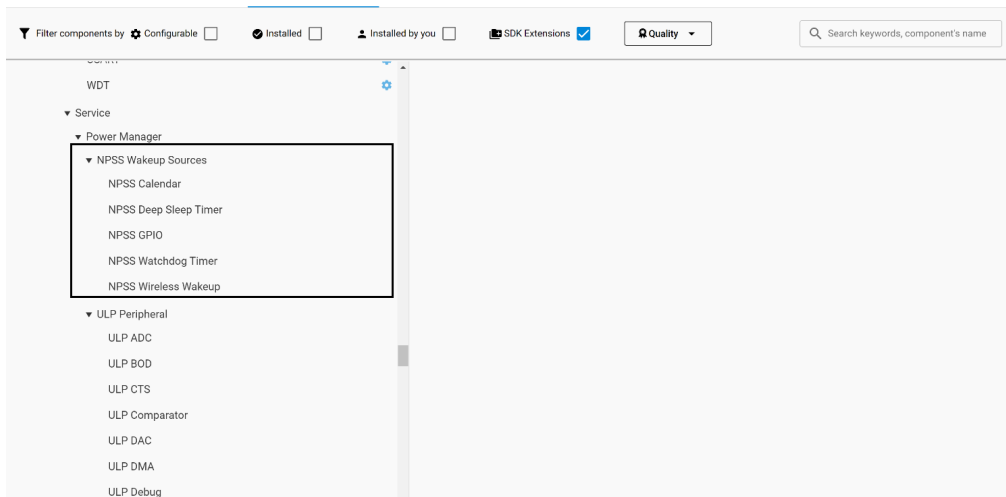 Filter components by Configurable Installed Installed by you SDK Extensions Quality Search keywords, component's name
WDT
Service
Power Manager
NPSS Wakeup Sources
NPSS Calendar
NPSS Deep Sleep Timer
NPSS GPIO
NPSS Watchdog Timer
NPSS Wireless Wakeup
ULP Peripheral
ULP ADC
ULP BOD
ULP CTS
ULP Comparator
ULP DAC
ULP DMA
ULP Debug